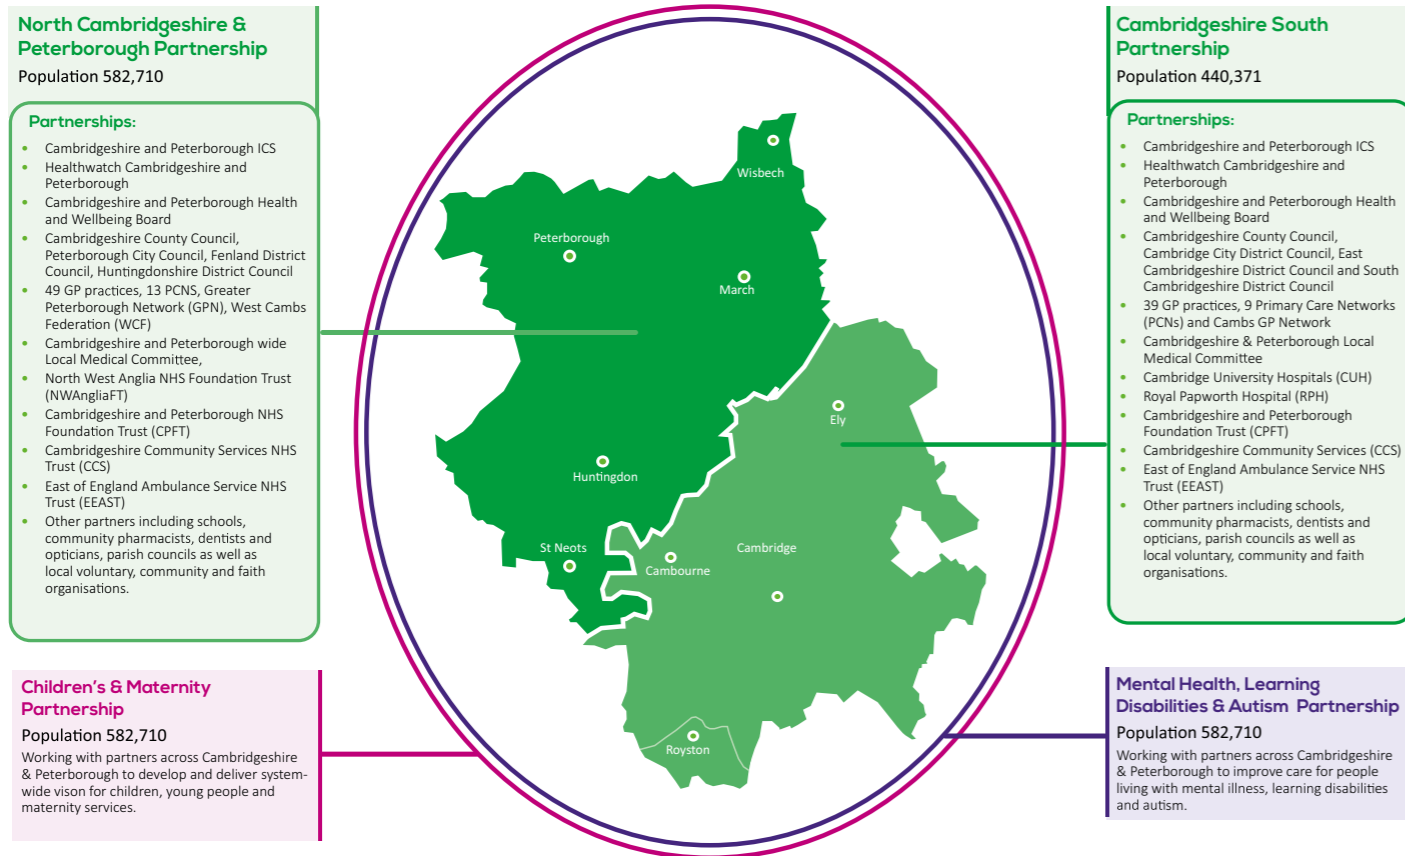 North Cambridgeshire &
Peterborough Partnership
Population 582,710
Partnerships:
• Cambridgeshire and Peterborough ICS
• Healthwatch Cambridgeshire and
Peterborough
• Cambridgeshire and Peterborough Health
and Wellbeing Board
• Cambridgeshire County Council,
Peterborough City Council, Fenland District
Council, Huntingdonshire District Council
• 49 GP practices, 13 PCNS, Greater
Peterborough Network (GPN), West Cambs
Federation (WCF)
• Cambridgeshire and Peterborough wide
Local Medical Committee,
• North West Anglia NHS Foundation Trust
(NWAngliaFT)
• Cambridgeshire and Peterborough NHS
Foundation Trust (CPFT)
• Cambridgeshire Community Services NHS
Trust (CCS)
• East of England Ambulance Service NHS
Trust (EEAST)
• Other partners including schools,
community pharmacists, dentists and
opticians, parish councils as well as
local voluntary, community and faith
organisations.
Children's & Maternity
Partnership
Population 582,710
Working with partners across Cambridgeshire
& Peterborough to develop and deliver system-
wide vison for children, young people and
maternity services.
Wisbech
Peterborough
March
Ely
Huntingdon
St Neots
Cambourne
Cambridge
Royston
Cambridgeshire South
Partnership
Population 440,371
Partnerships:
• Cambridgeshire and Peterborough ICS
• Healthwatch Cambridgeshire and
Peterborough
• Cambridgeshire and Peterborough Health
and Wellbeing Board
• Cambridgeshire County Council,
Cambridge City District Council, East
Cambridgeshire District Council and South
Cambridgeshire District Council
• 39 GP practices, 9 Primary Care Networks
(PCNs) and Cambs GP Network
• Cambridgeshire & Peterborough Local
Medical Committee
• Cambridge University Hospitals (CUH)
• Royal Papworth Hospital (RPH)
• Cambridgeshire and Peterborough
Foundation Trust (CPFT)
• Cambridgeshire Community Services (CCS)
• East of England Ambulance Service NHS
Trust (EEAST)
• Other partners including schools,
community pharmacists, dentists and
opticians, parish councils as well as
local voluntary, community and faith
organisations.
Mental Health, Learning
Disabilities & Autism Partnership
Population 582,710
Working with partners across Cambridgeshire
& Peterborough to improve care for people
living with mental illness, learning disabilities
and autism.